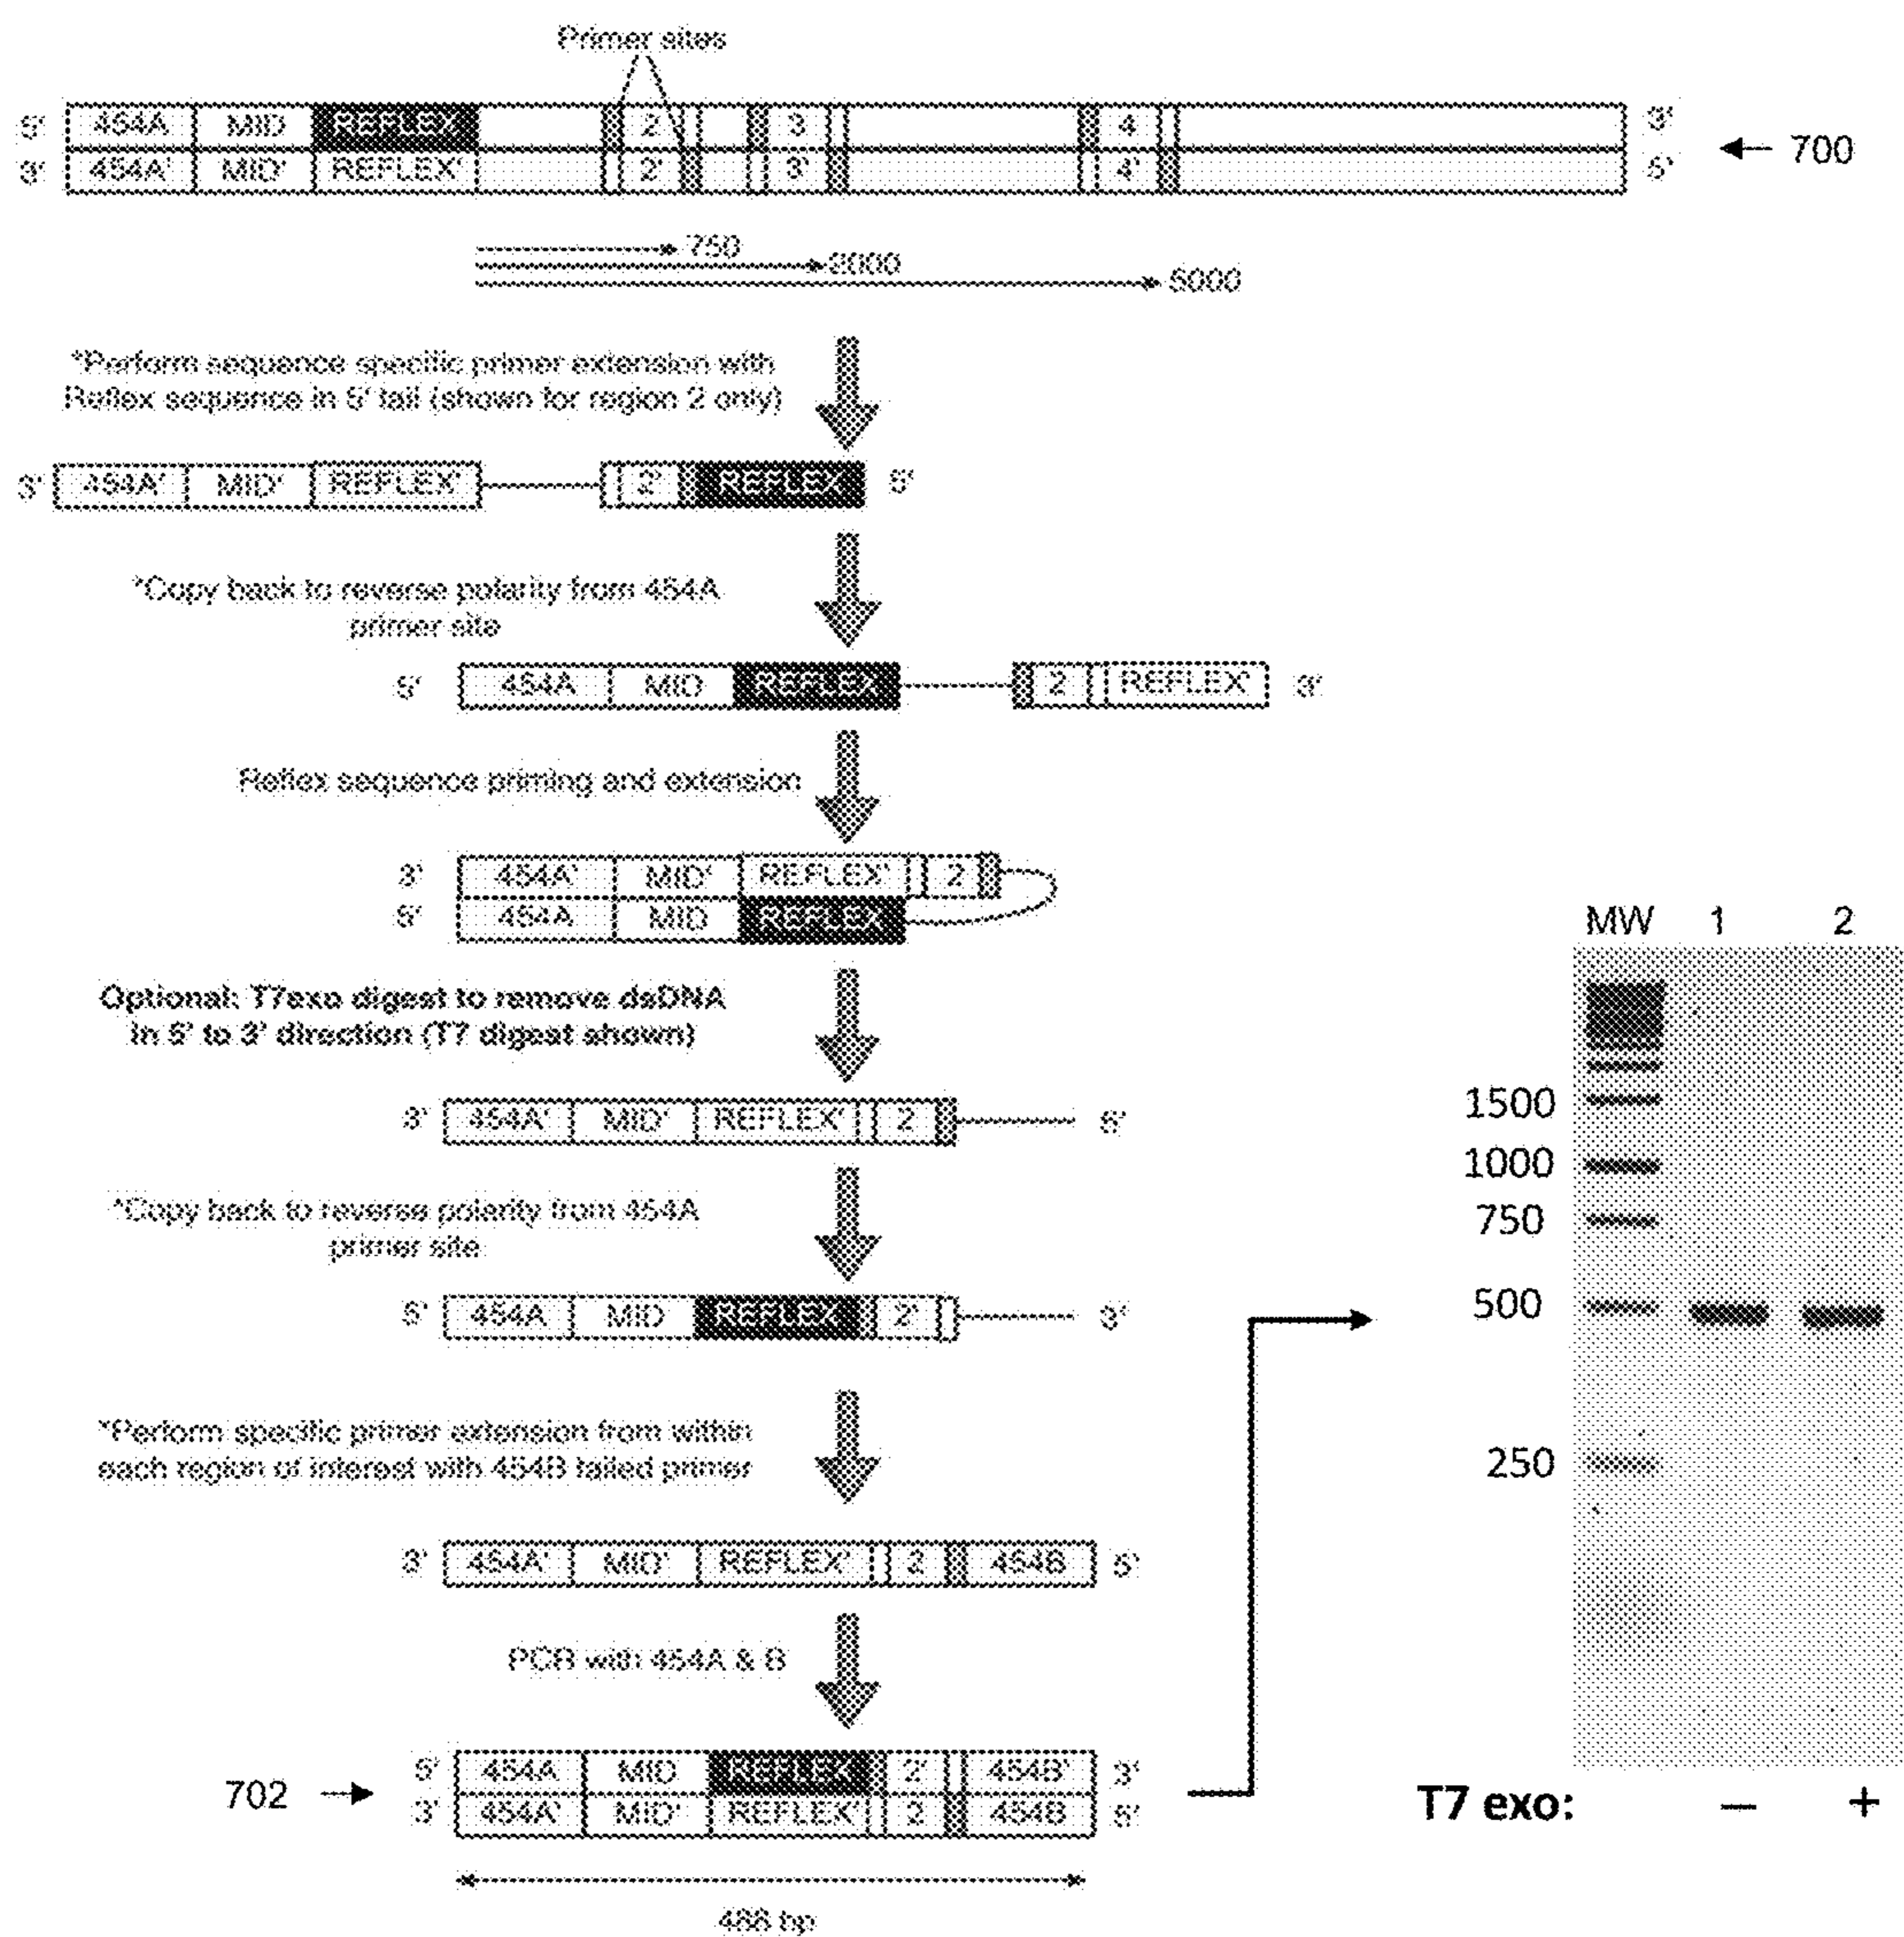 Primer sites
5' 454A MID REFLEX 2 3 4 3'
3' 454A' MID' REFLEX' 2' 3' 4' 5'
700
750
2000
5000
*Perform sequence specific primer extension with
Reflex sequence in 5' tail (shown for region 2 only)
3' 454A' MID' REFLEX' 2' REFLEX 5'
*Copy back to reverse polarity from 454A
primer site
5' 454A MID REFLEX 2 REFLEX' 3'
Reflex sequence priming and extension
3' 454A' MID' REFLEX' 2
5' 454A MID REFLEX
Optional: T7exo digest to remove dsDNA
in 5' to 3' direction (T7 digest shown)
3' 454A' MID' REFLEX' 2 5'
*Copy back to reverse polarity from 454A
primer site
5' 454A MID REFLEX 2' 3'
*Perform specific primer extension from within
each region of interest with 454B tailed primer
3' 454A' MID' REFLEX' 2 454B 5'
PCR with 454A & B
702
5' 454A MID REFLEX 2' 454B' 3'
3' 454A' MID' REFLEX' 2 454B 5'
488 bp
MW 1 2
1500
1000
750
500
250
T7 exo: – +